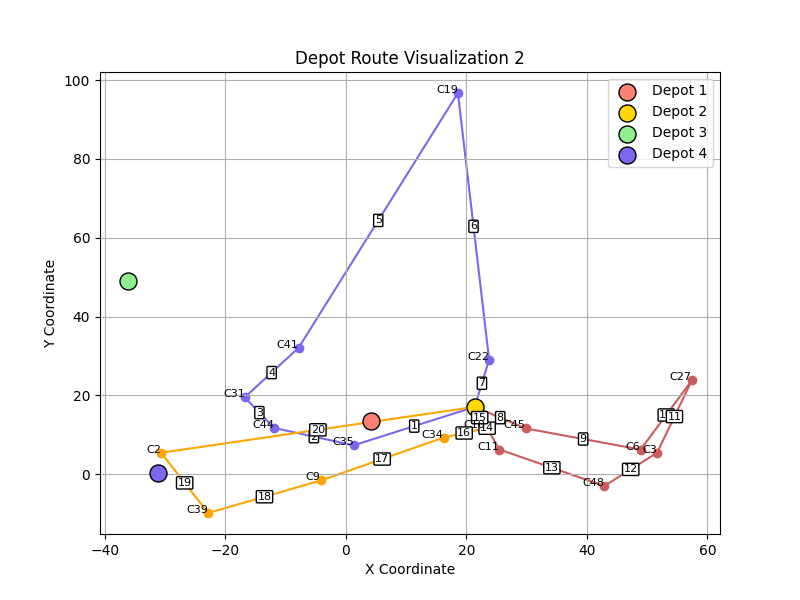 Depot Route Visualization 2
100
80
60
40
20
0
−40
−20
0
20
40
60
X Coordinate
Y Coordinate
Depot 1
Depot 2
Depot 3
Depot 4
C19
C41
C22
C31
C44
C35
C34
C2
C9
C39
C45
C11
C48
C6
C3
C27
1
2
3
4
5
6
7
8
9
11
12
13
14
15
16
17
18
19
20